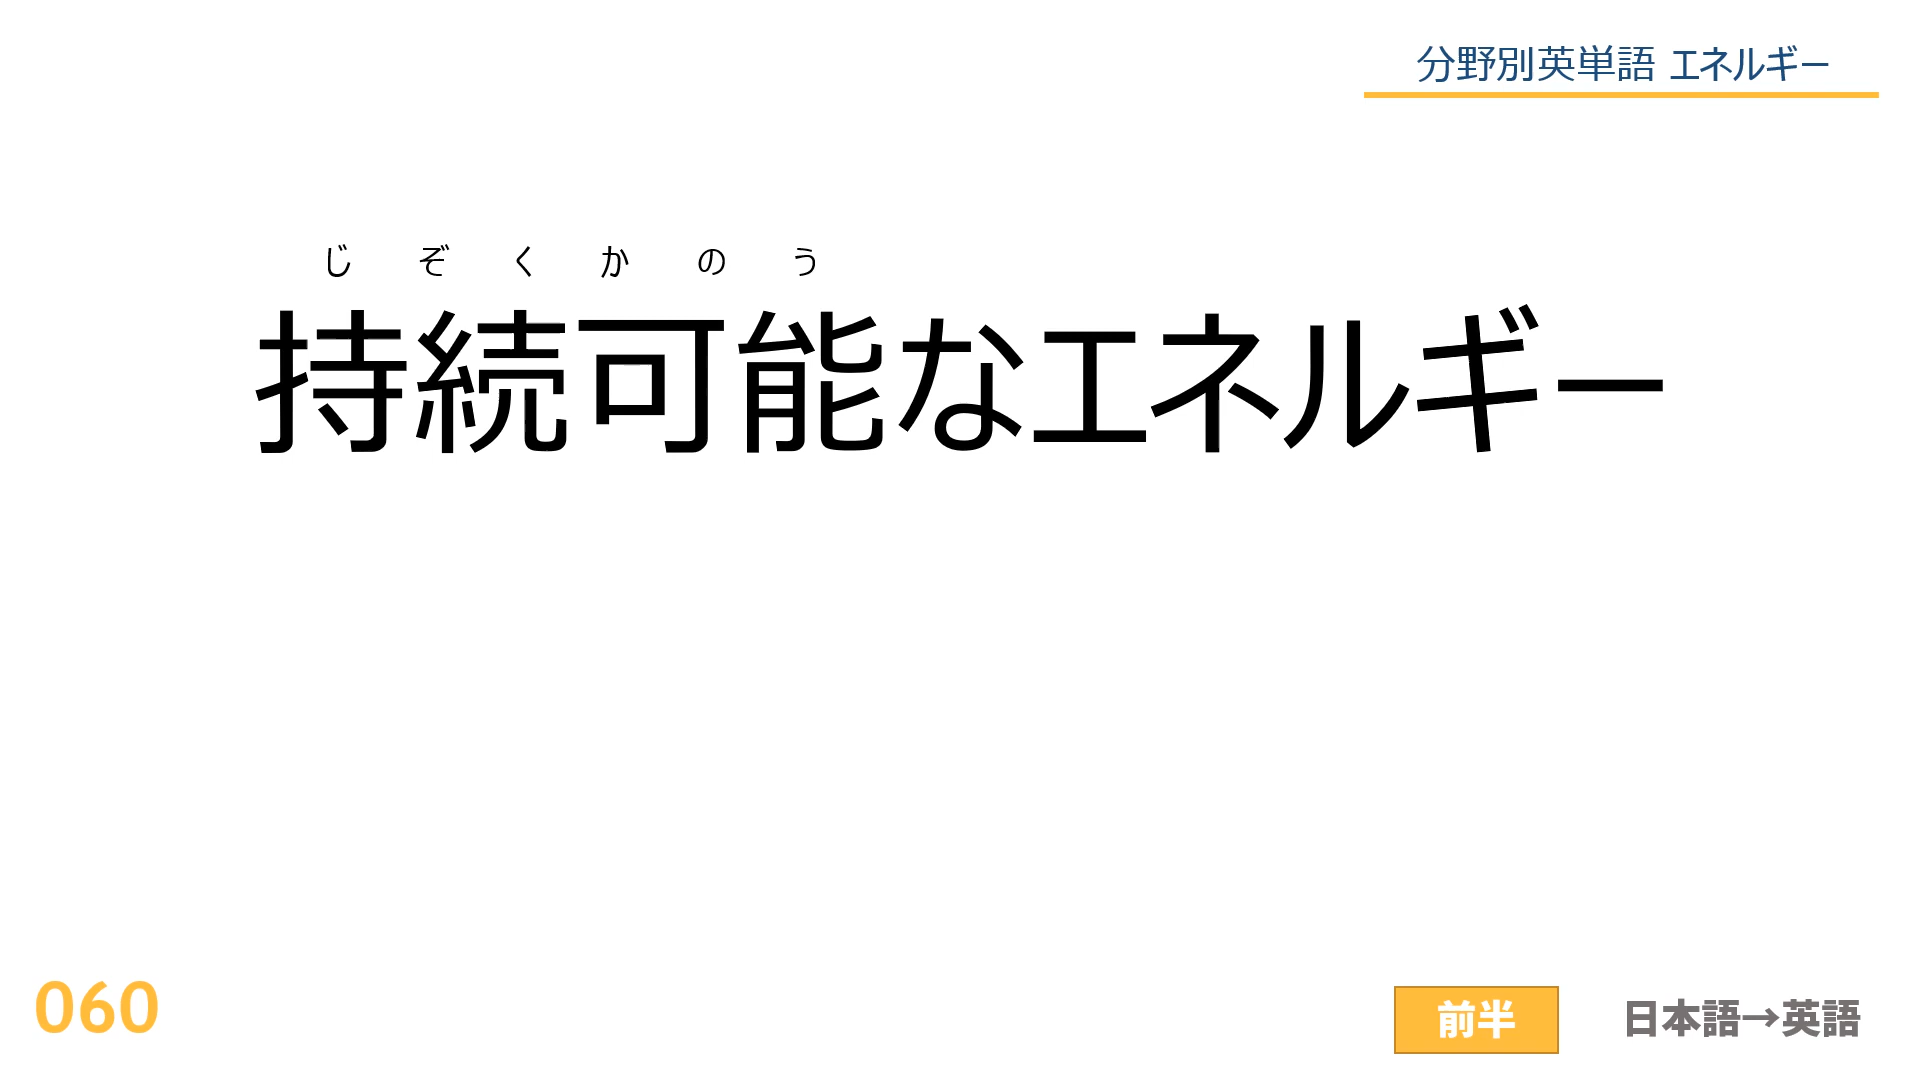 分野別英単語 エネルギー
じぞくかのう
持続可能なエネルギー
060
前半
日本語→英語